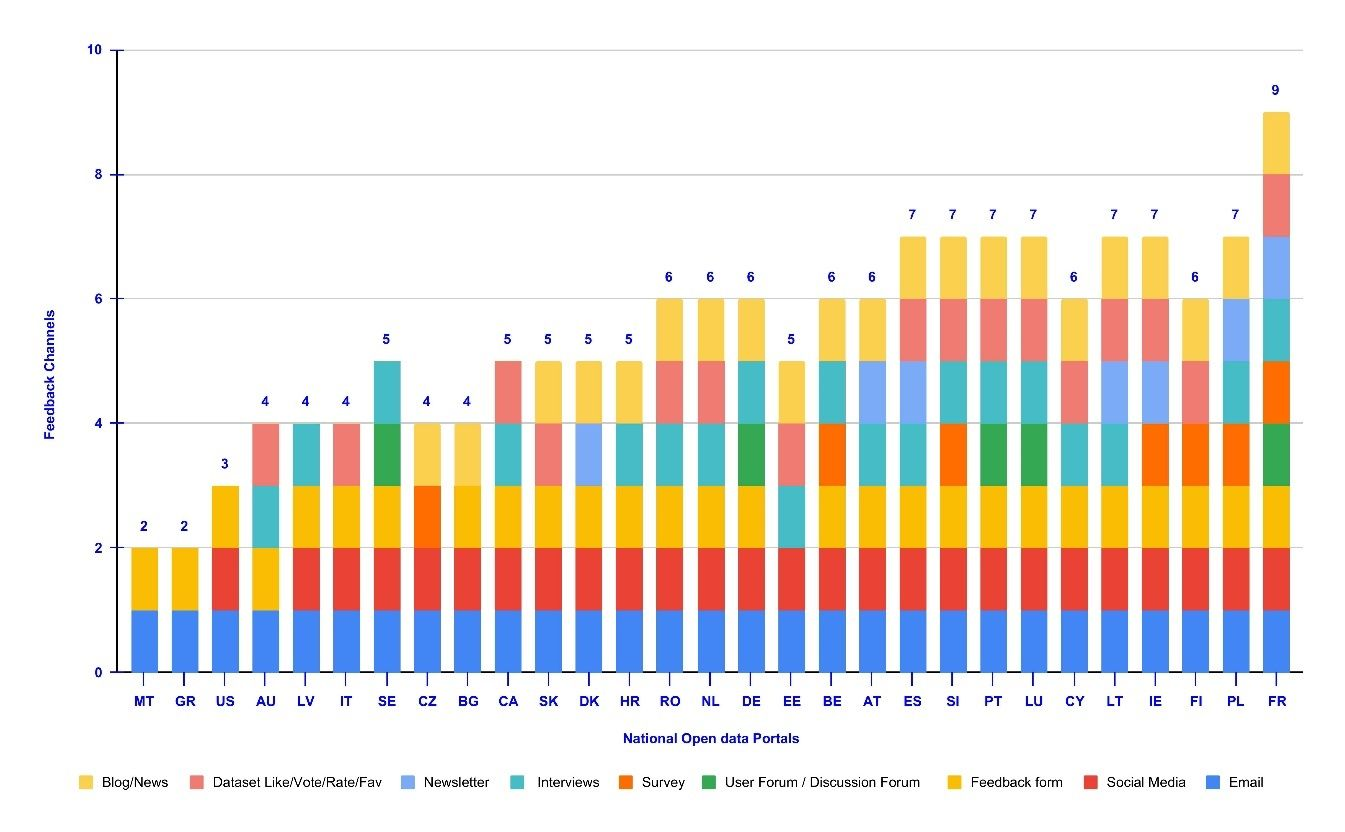 10
9
8
7 7 7 7 7 7 7
6 6 6 6 6 6 6
6
5 5 5 5 5 5
4 4 4 4 4
4
3
2 2
2
0
Feedback Channels
MT GR US AU LV IT SE CZ BG CA SK DK HR RO NL DE EE BE AT ES SI PT LU CY LT IE FI PL FR
National Open data Portals
Blog/News Dataset Like/Vote/Rate/Fav Newsletter Interviews Survey User Forum / Discussion Forum Feedback form Social Media Email